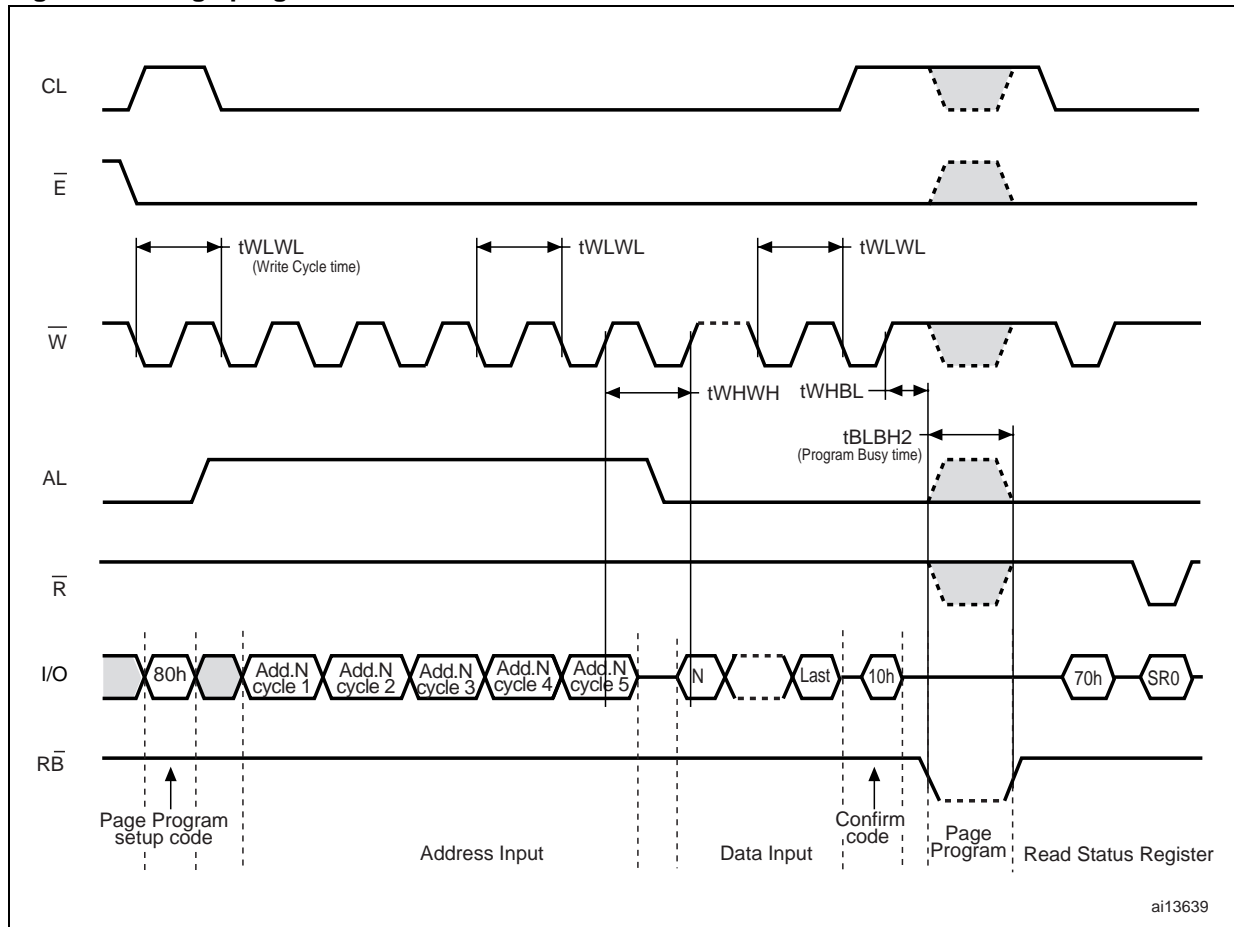 CL
E
tWLWL
(Write Cycle time)
tWLWL
tWLWL
W
tWHWH
tWHBL
tBLBH2
(Program Busy time)
AL
R
I/O
80h
Add.N
cycle 1
Add.N
cycle 2
Add.N
cycle 3
Add.N
cycle 4
Add.N
cycle 5
N
Last
10h
70h
SR0
RB
Page Program
setup code
Address Input
Data Input
Confirm
code
Page
Program
Read Status Register
ai13639